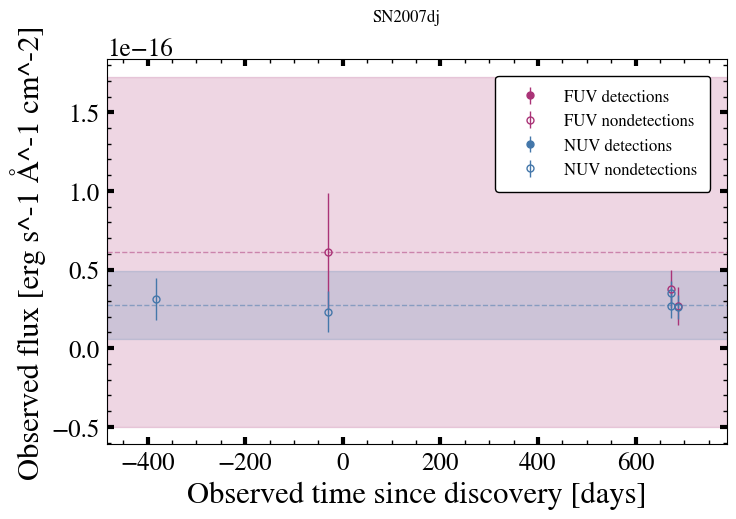 SN2007dj
1e−16
Observed flux [erg s^-1 Å^-1 cm^-2]
1.5
1.0
0.5
0.0
−0.5
FUV detections
FUV nondetections
NUV detections
NUV nondetections
−400 −200 0 200 400 600
Observed time since discovery [days]